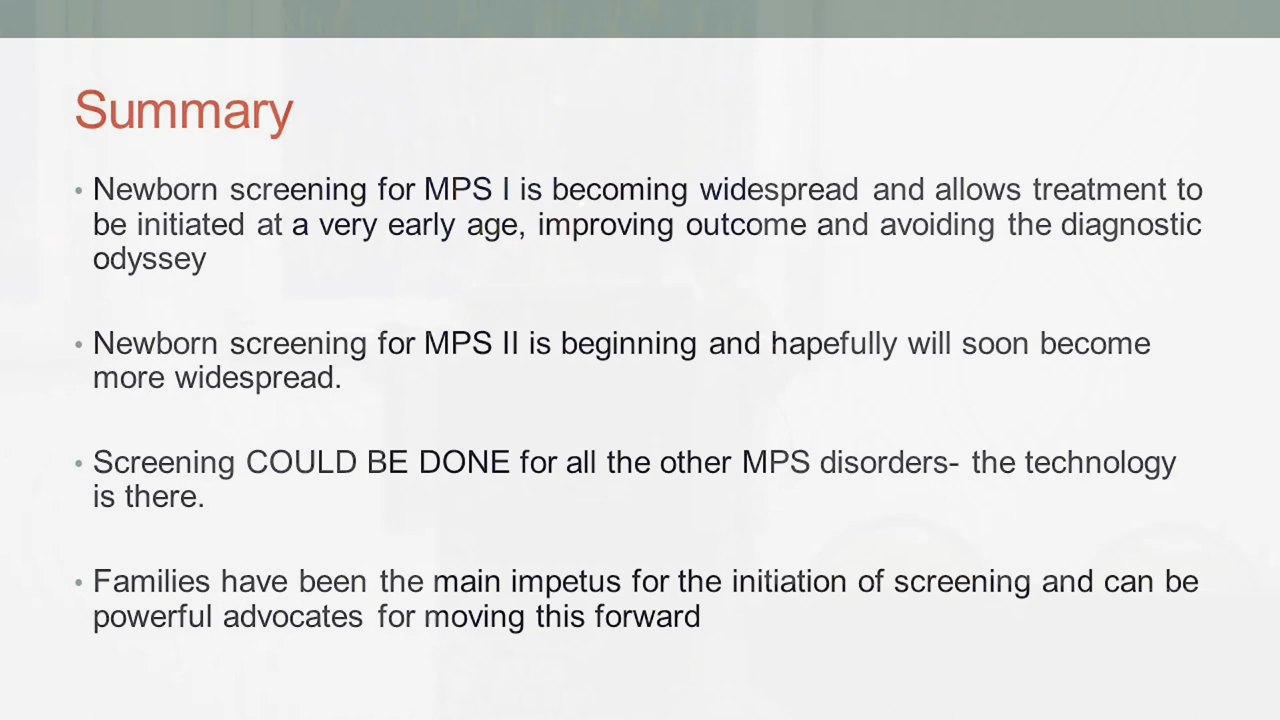 Summary
• Newborn screening for MPS I is becoming widespread and allows treatment to
be initiated at a very early age, improving outcome and avoiding the diagnostic
odyssey
• Newborn screening for MPS II is beginning and hapefully will soon become
more widespread.
• Screening COULD BE DONE for all the other MPS disorders- the technology
is there.
• Families have been the main impetus for the initiation of screening and can be
powerful advocates for moving this forward